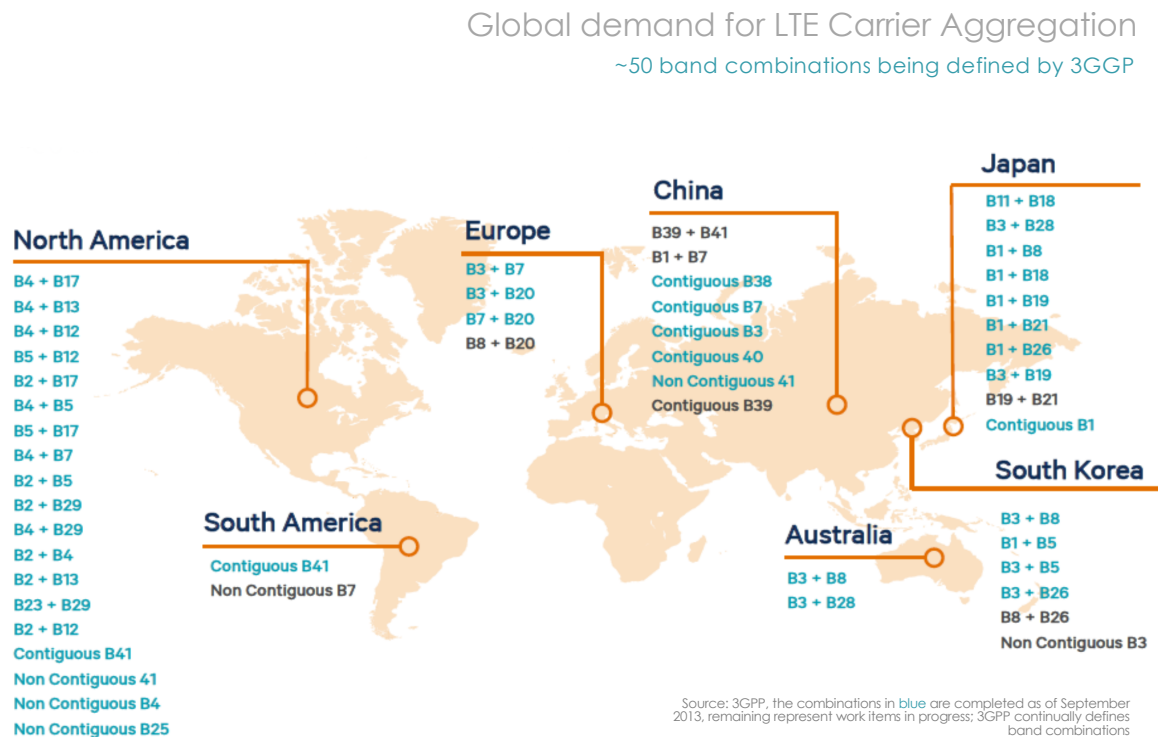 Global demand for LTE Carrier Aggregation
~50 band combinations being defined by 3GGP
North America
B4 + B17
B4 + B13
B4 + B12
B5 + B12
B2 + B17
B4 + B5
B5 + B17
B4 + B7
B2 + B5
B2 + B29
B4 + B29
B2 + B4
B2 + B13
B23 + B29
B2 + B12
Contiguous B41
Non Contiguous 41
Non Contiguous B4
Non Contiguous B25
South America
Contiguous B41
Non Contiguous B7
Europe
B3 + B7
B3 + B20
B7 + B20
B8 + B20
China
B39 + B41
B1 + B7
Contiguous B38
Contiguous B7
Contiguous B3
Contiguous 40
Non Contiguous 41
Contiguous B39
Japan
B11 + B18
B3 + B28
B1 + B8
B1 + B18
B1 + B19
B1 + B21
B1 + B26
B3 + B19
B19 + B21
Contiguous B1
South Korea
B3 + B8
B1 + B5
B3 + B5
B3 + B26
B8 + B26
Non Contiguous B3
Australia
B3 + B8
B3 + B28
Source: 3GPP, the combinations in blue are completed as of September
2013, remaining represent work items in progress; 3GPP continually defines
band combinations